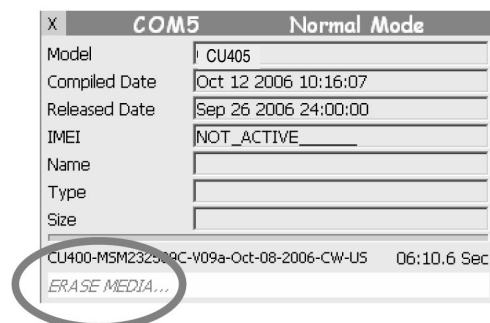 X COM5 Normal Mode
Model CU405
Compiled Date Oct 12 2006 10:16:07
Released Date Sep 26 2006 24:00:00
IMEI NOT_ACTIVE______
Name
Type
Size
06:10.6 Sec
ERASE MEDIA...